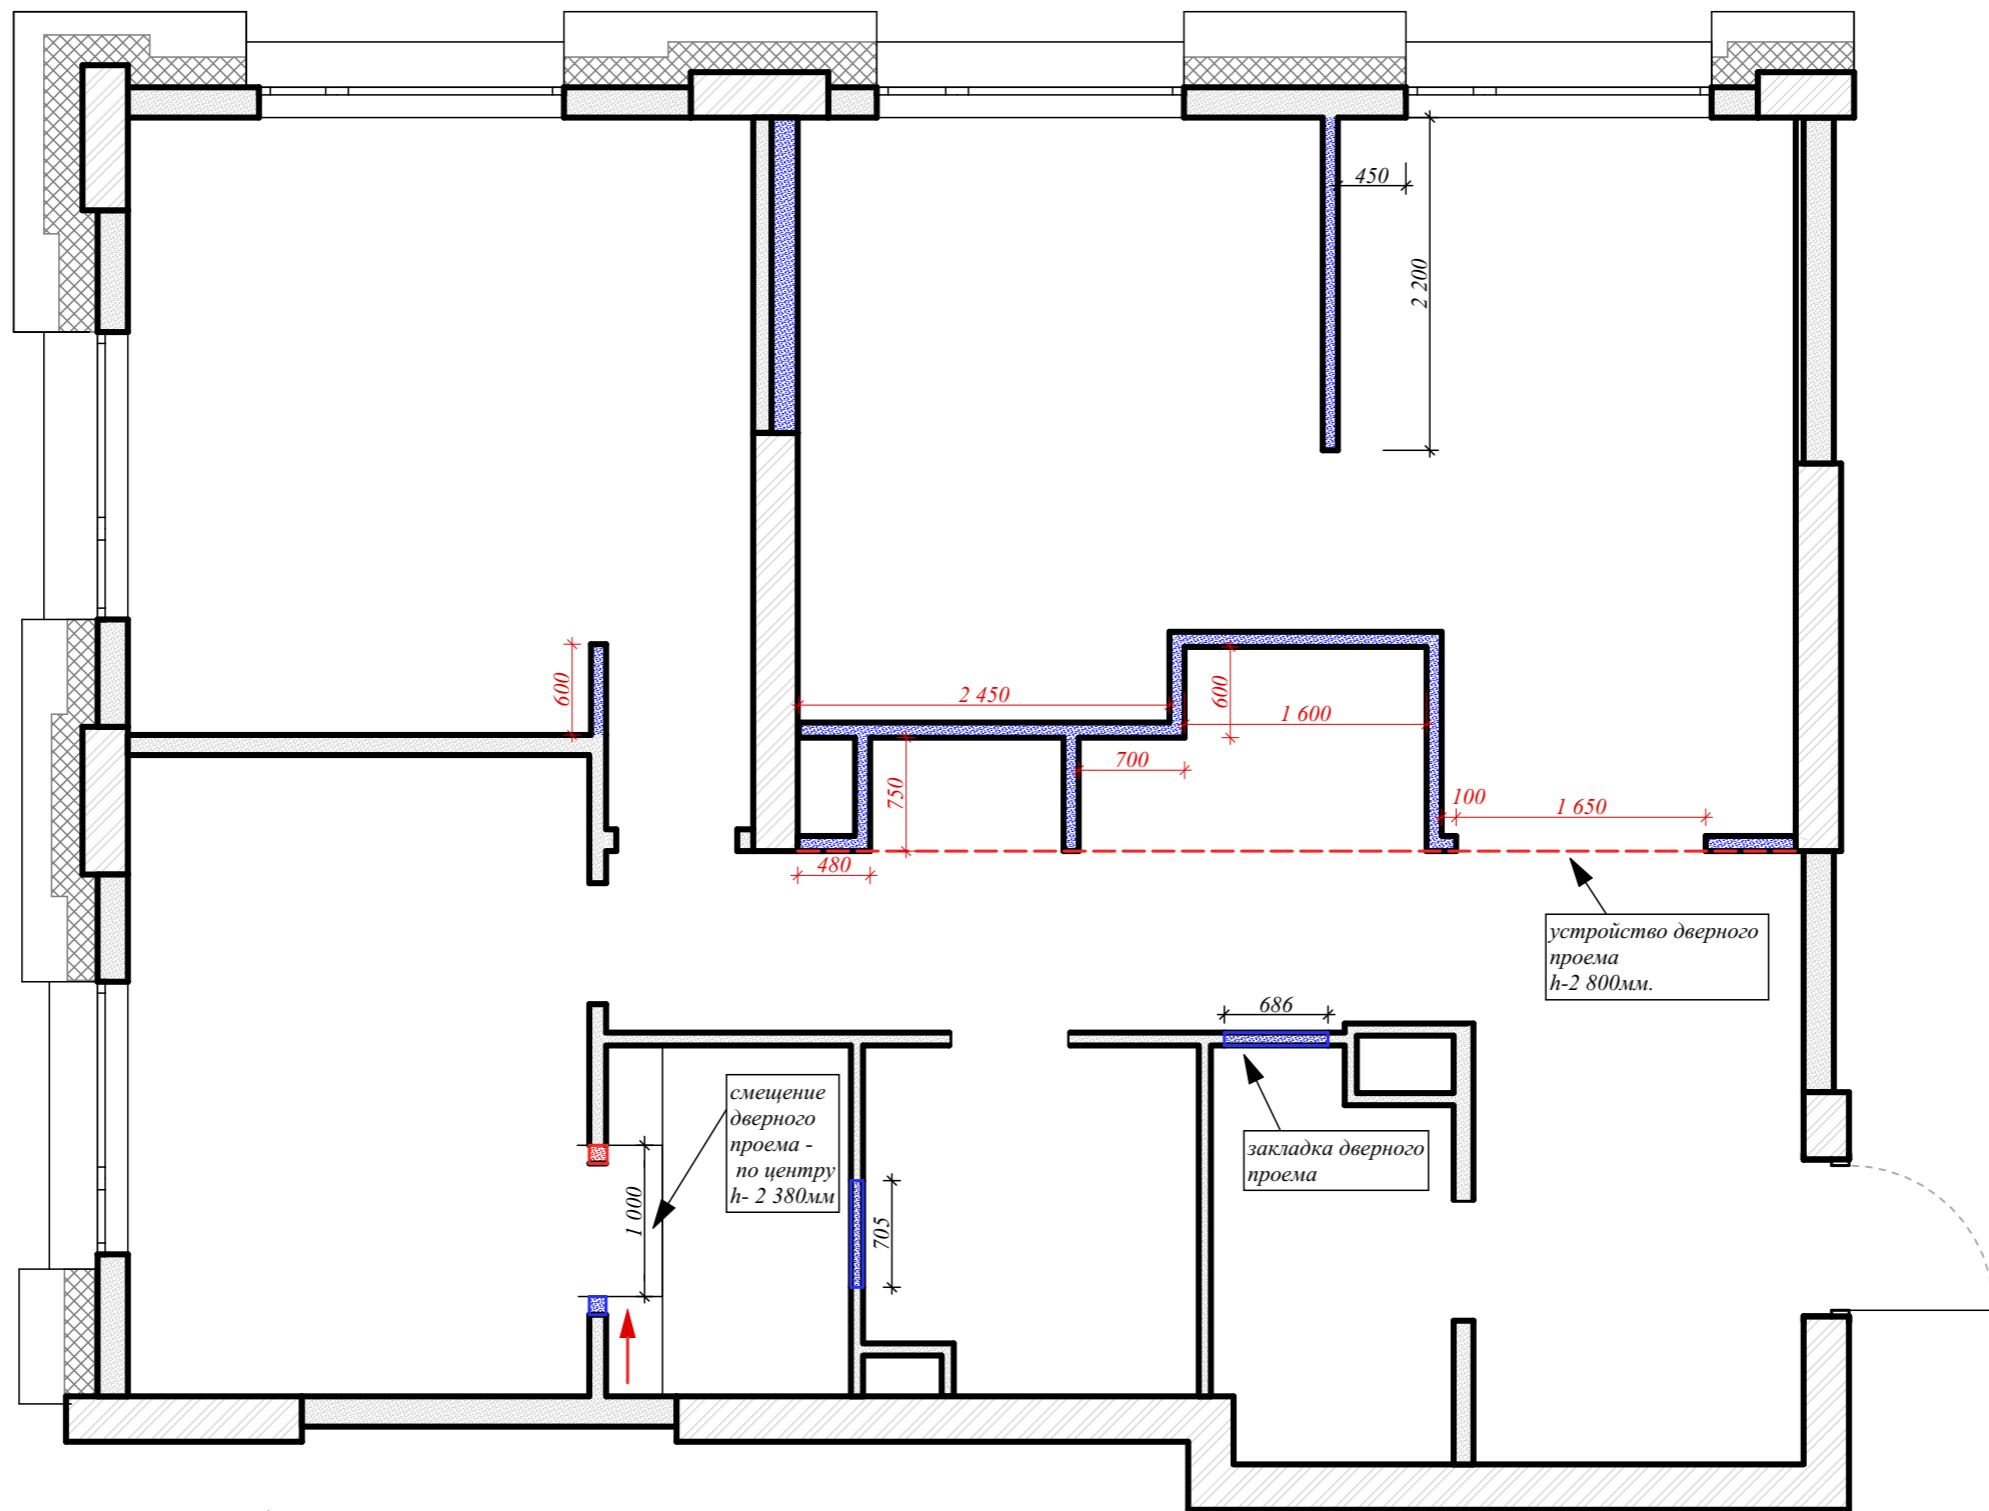 450
2 200
600
2 450
600
1 600
700
750
100
1 650
480
устройство дверного
проема
h-2 800мм.
686
смещение
дверного
проема -
по центру
h- 2 380мм
закладка дверного
проема
1 000
705